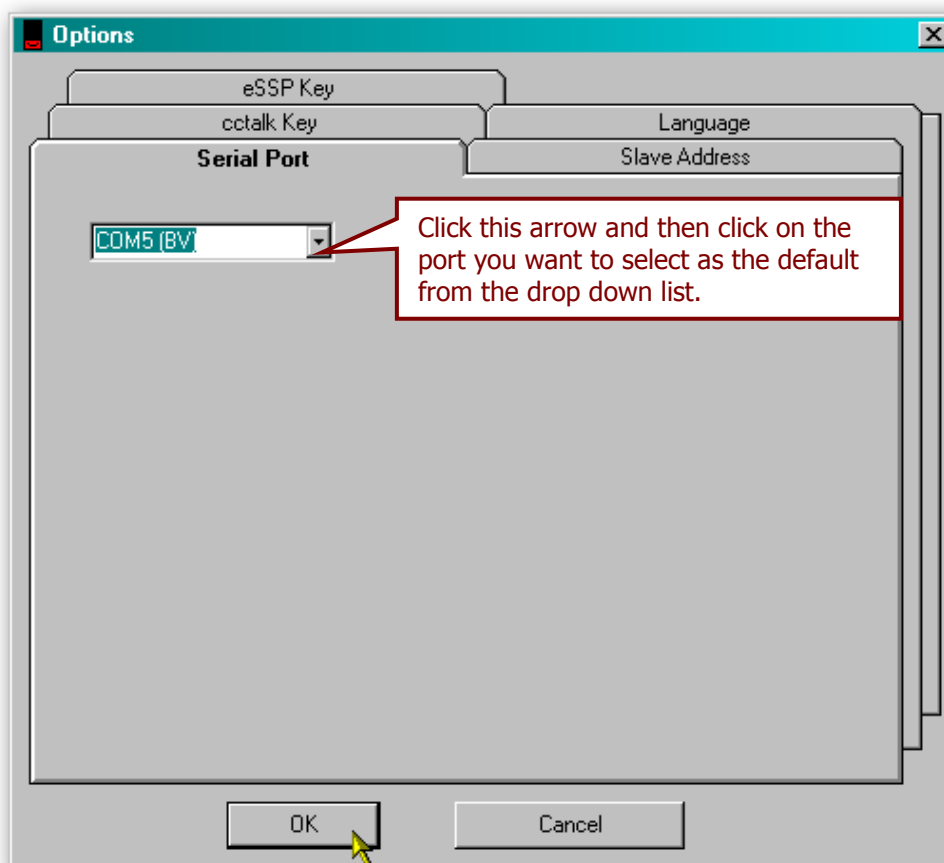 Options
eSSP Key
cctalk Key
Language
Serial Port
Slave Address
COM5 (BV)
Click this arrow and then click on the
port you want to select as the default
from the drop down list.
OK
Cancel